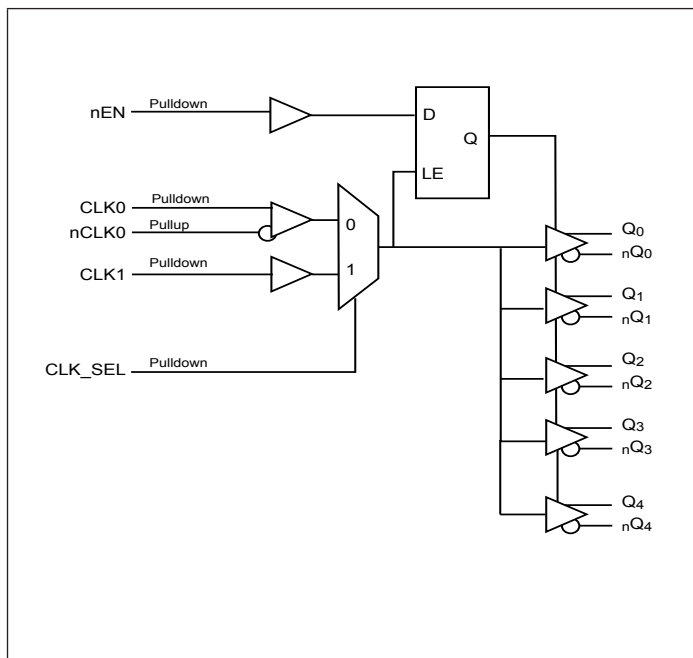 nEN Pulldown
D
Q
LE
CLK0 Pulldown
nCLK0 Pullup
0
CLK1 Pulldown
1
CLK_SEL Pulldown
Q0
nQ0
Q1
nQ1
Q2
nQ2
Q3
nQ3
Q4
nQ4